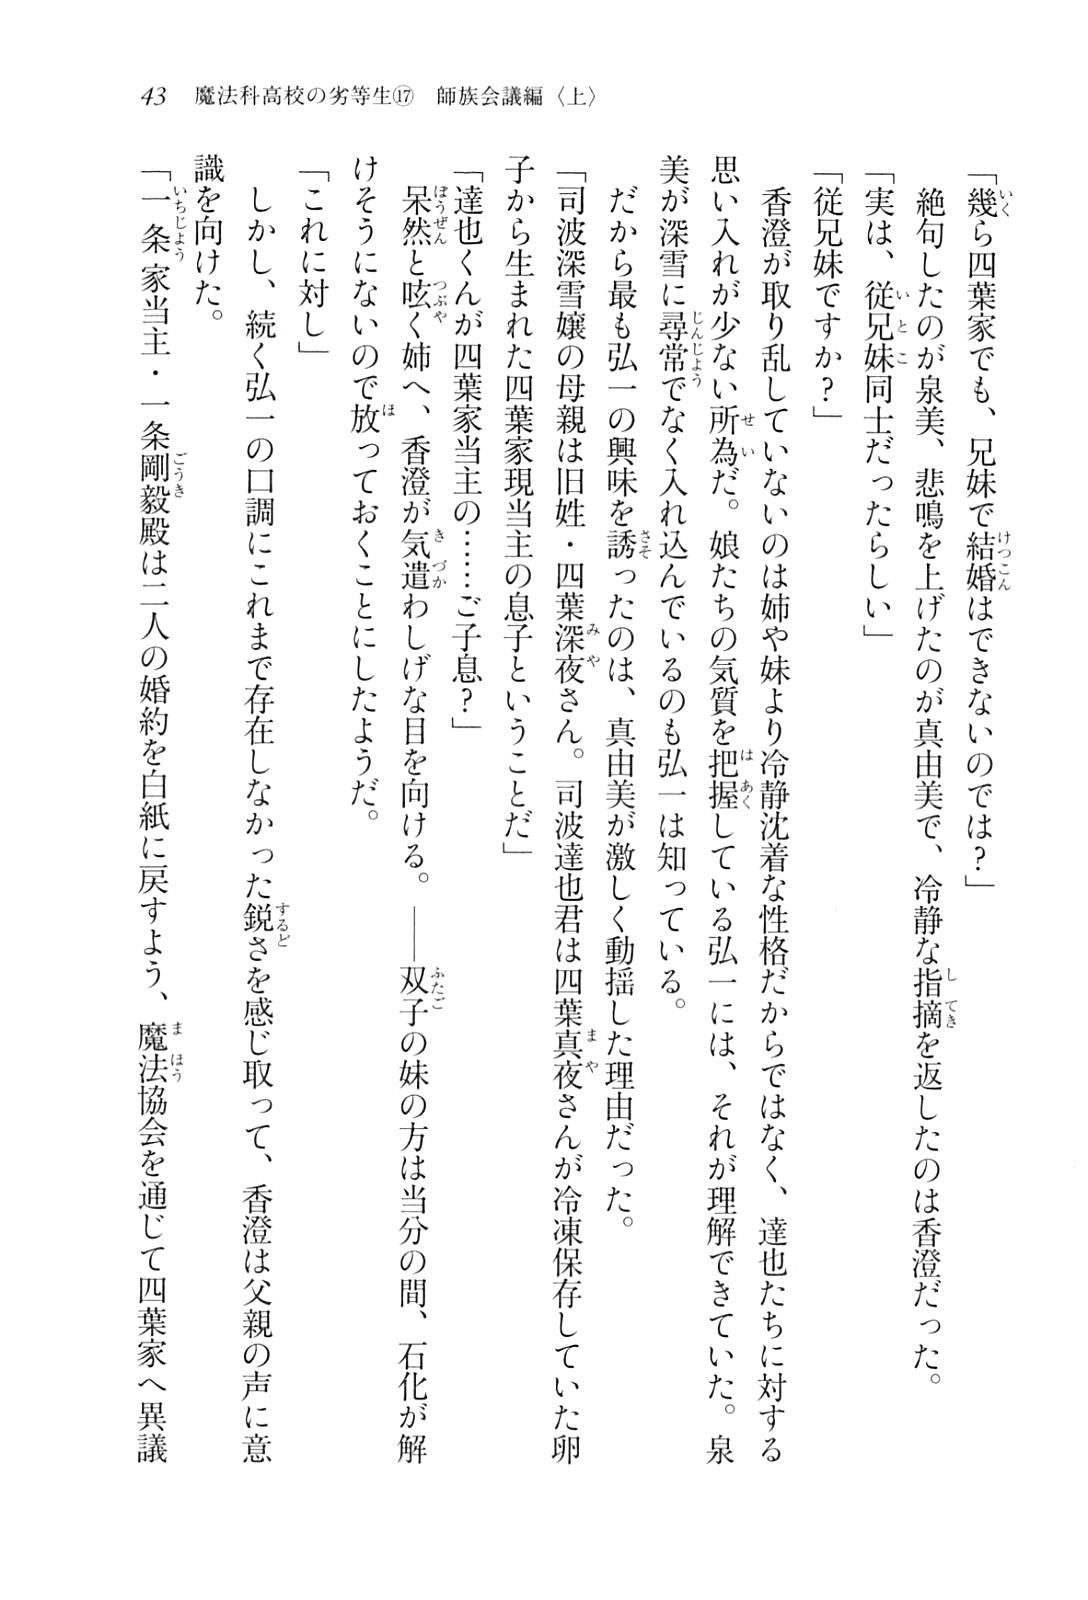 43　魔法科高校の劣等生⑰　師族会議編〈上〉
「幾ら四葉家でも、兄妹で結婚はできないのでは？」
　絶句したのが泉美、悲鳴を上げたのが真由美で、冷静な指摘を返したのは香澄だった。
「実は、従兄妹同士だったらしい」
「従兄妹ですか？」
　香澄が取り乱していないのは姉や妹より冷静沈着な性格だからではなく、達也たちに対する
思い入れが少ない所為だ。娘たちの気質を把握している弘一には、それが理解できていた。泉
美が深雪に尋常でなく入れ込んでいるのも弘一は知っている。
　だから最も弘一の興味を誘ったのは、真由美が激しく動揺した理由だった。
「司波深雪嬢の母親は旧姓・四葉深夜さん。司波達也君は四葉真夜さんが冷凍保存していた卵
子から生まれた四葉家現当主の息子ということだ」
「達也くんが四葉家当主の……ご子息？」
　呆然と呟く姉へ、香澄が気遣わしげな目を向ける。――双子の妹の方は当分の間、石化が解
けそうにないので放っておくことにしたようだ。
「これに対し」
　しかし、続く弘一の口調にこれまで存在しなかった鋭さを感じ取って、香澄は父親の声に意
識を向けた。
「一条家当主・一条剛毅殿は二人の婚約を白紙に戻すよう、魔法協会を通じて四葉家へ異議